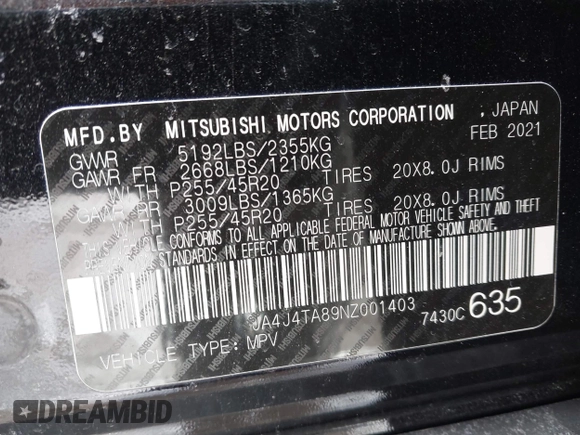 MFD.BY MITSUBISHI MOTORS CORPORATION , JAPAN
FEB 2021
GVWR 5192LBS/2355KG
GAWR FR 2668LBS/1210KG
WITH P255/45R20 TIRES 20X8.0J RIMS
GAWR RR 3009LBS/1365KG
WITH P255/45R20 TIRES 20X8.0J RIMS
THIS VEHICLE CONFORMS TO ALL APPLICABLE FEDERAL MOTOR VEHICLE SAFETY AND
THEFT PREVENTION STANDARDS IN EFFECT ON THE DATE OF MANUFACTURE SHOWN ABOVE.
JA4J4TA89NZ001403
7430C 635
VEHICLE TYPE: MPV
DREAMBID